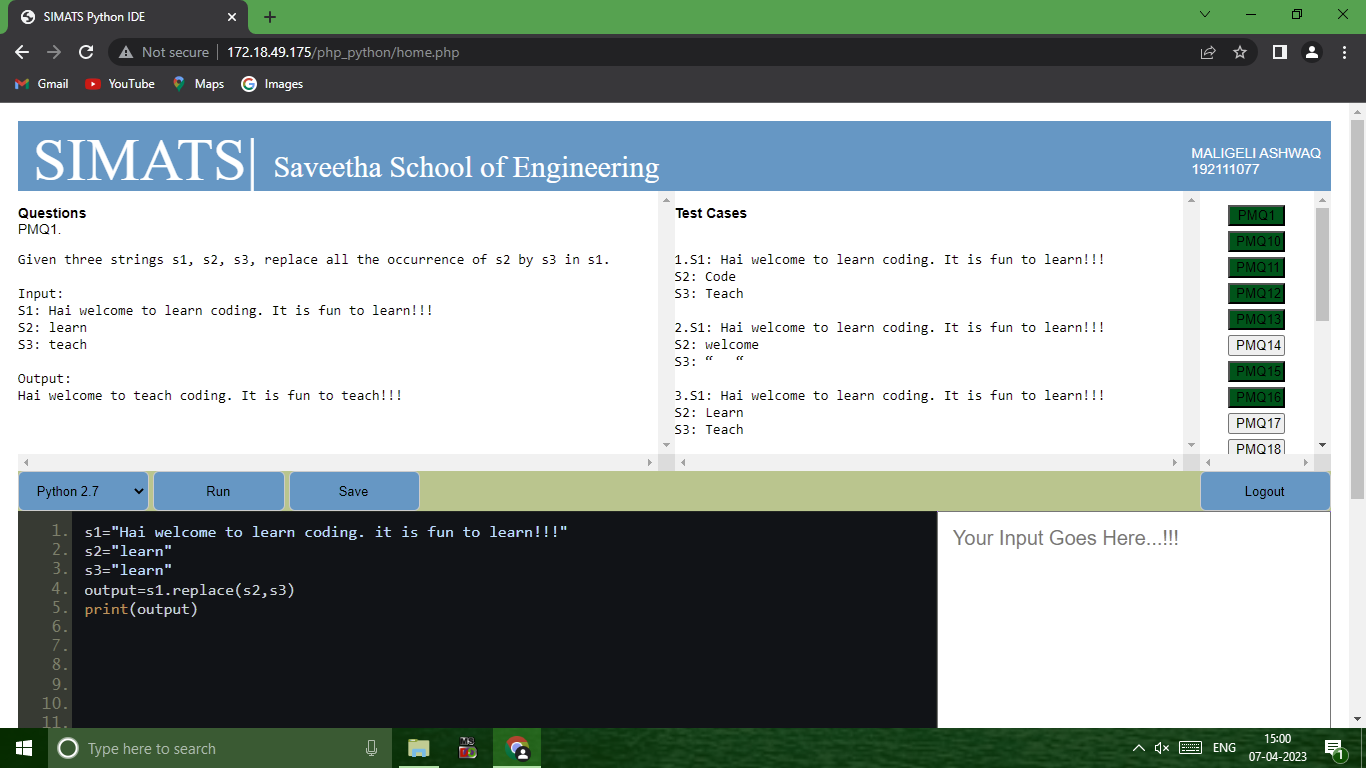 SIMATS Python IDE
Not secure 172.18.49.175/php_python/home.php
Gmail YouTube Maps Images
SIMATS| Saveetha School of Engineering
MALIGELI ASHWAQ
192111077
Questions
PMQ1.
Given three strings s1, s2, s3, replace all the occurrence of s2 by s3 in s1.
Input:
S1: Hai welcome to learn coding. It is fun to learn!!!
S2: learn
S3: teach
Output:
Hai welcome to teach coding. It is fun to teach!!!
Test Cases
1.S1: Hai welcome to learn coding. It is fun to learn!!!
S2: Code
S3: Teach
2.S1: Hai welcome to learn coding. It is fun to learn!!!
S2: welcome
S3: “   “
3.S1: Hai welcome to learn coding. It is fun to learn!!!
S2: Learn
S3: Teach
PMQ1
PMQ10
PMQ11
PMQ12
PMQ13
PMQ14
PMQ15
PMQ16
PMQ17
PMQ18
Python 2.7 Run Save Logout
1. s1="Hai welcome to learn coding. it is fun to learn!!!"
2. s2="learn"
3. s3="learn"
4. output=s1.replace(s2,s3)
5. print(output)
6.
7.
8.
9.
10.
11.
Your Input Goes Here...!!!
Type here to search
ENG
15:00
07-04-2023
1